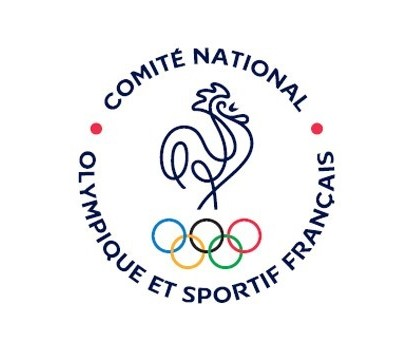 COMITÉ NATIONAL
OLYMPIQUE ET SPORTIF FRANÇAIS